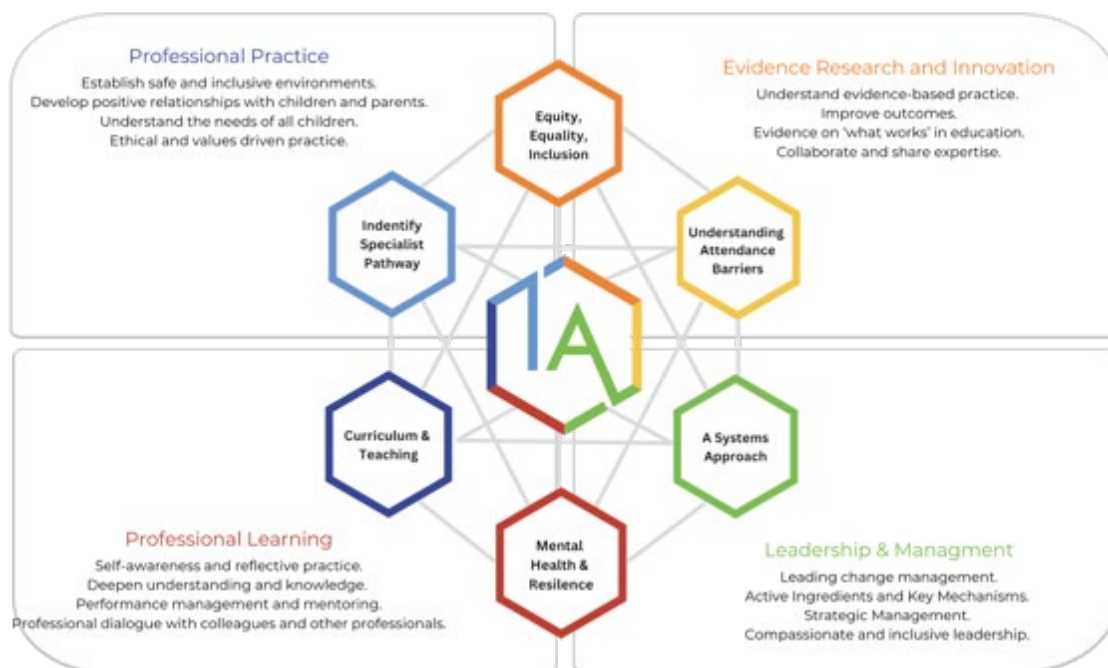 Professional Practice
Establish safe and inclusive environments.
Develop positive relationships with children and parents.
Understand the needs of all children.
Ethical and values driven practice.
Evidence Research and Innovation
Understand evidence-based practice.
Improve outcomes.
Evidence on 'what works' in education.
Collaborate and share expertise.
Equity,
Equality,
Inclusion
Indentify
Specialist
Pathway
Understanding
Attendance
Barriers
1A
Curriculum &
Teaching
A Systems
Approach
Mental
Health &
Resilence
Professional Learning
Self-awareness and reflective practice.
Deepen understanding and knowledge.
Performance management and mentoring.
Professional dialogue with colleagues and other professionals.
Leadership & Managment
Leading change management.
Active Ingredients and Key Mechanisms.
Strategic Management.
Compassionate and inclusive leadership.